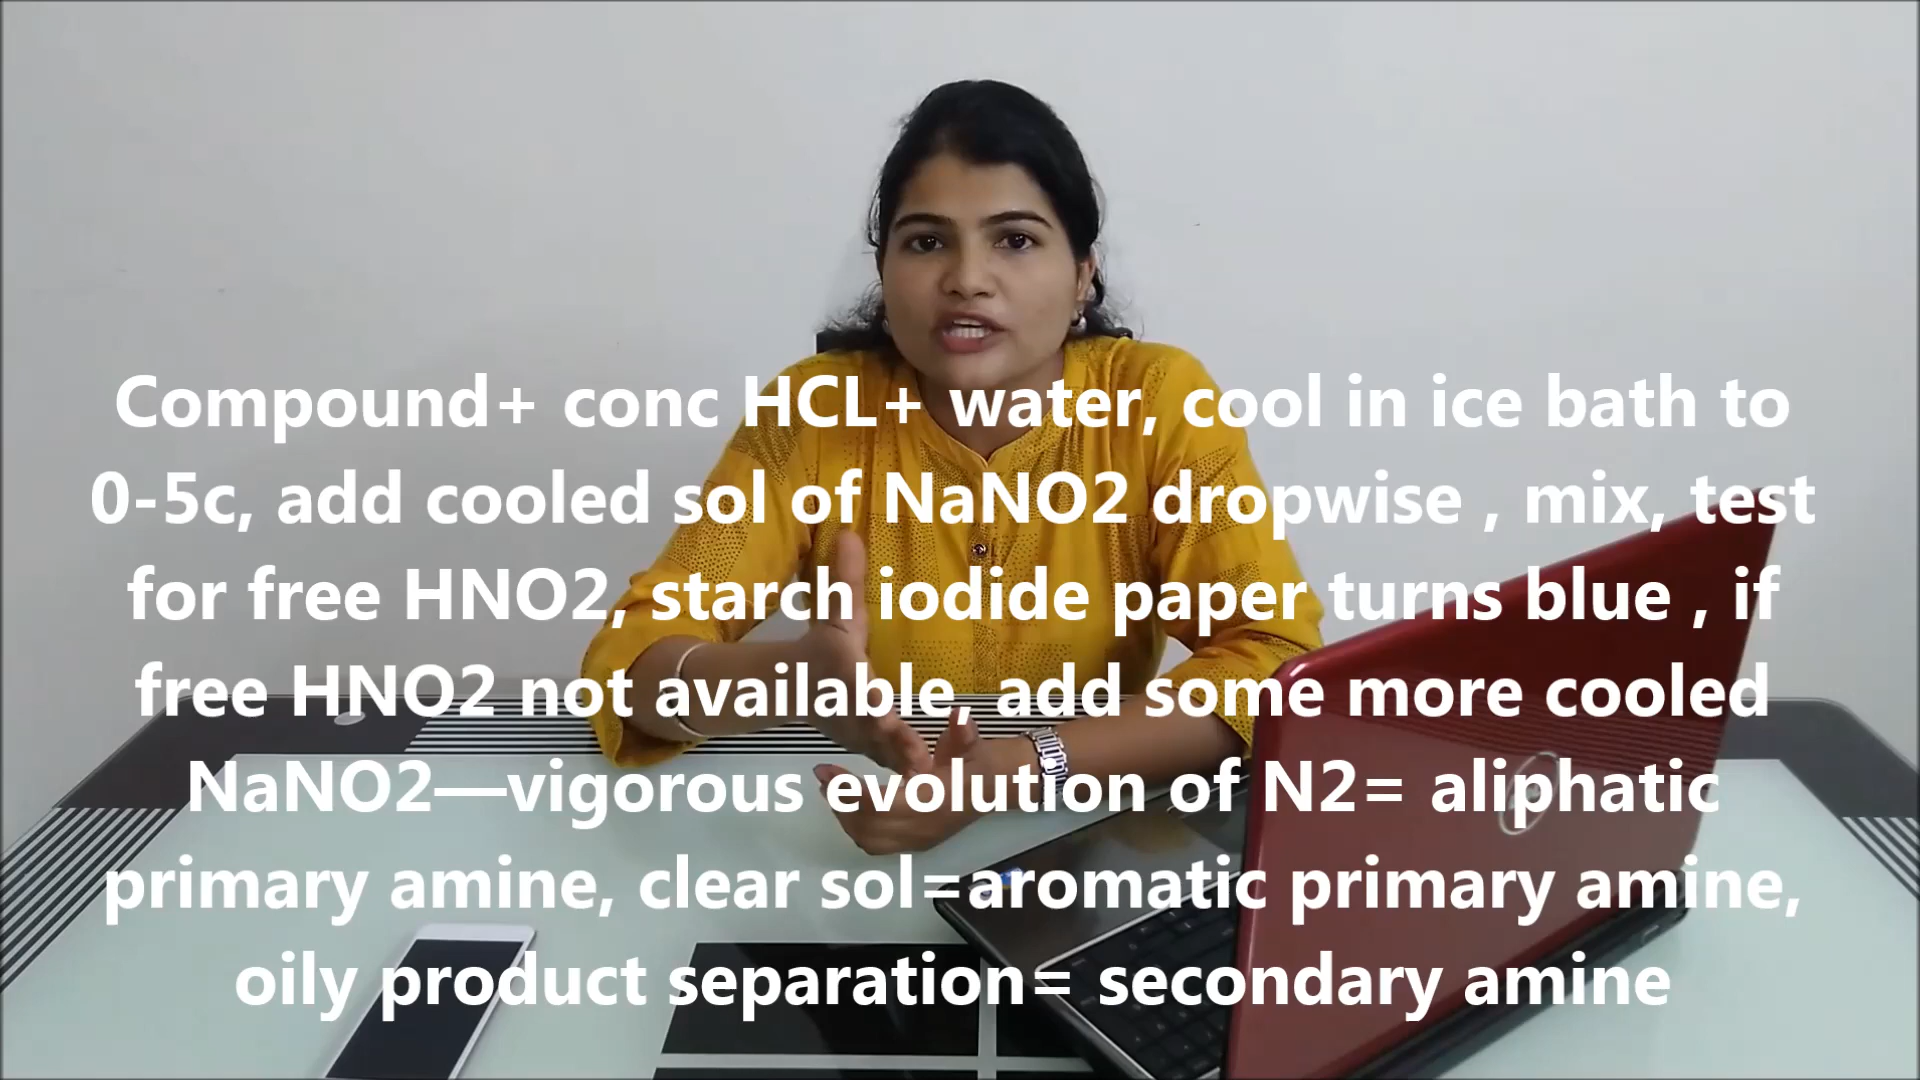 Compound+ conc HCL+ water, cool in ice bath to
0-5c, add cooled sol of NaNO2 dropwise , mix, test
for free HNO2, starch iodide paper turns blue , if
free HNO2 not available, add some more cooled
NaNO2—vigorous evolution of N2= aliphatic
primary amine, clear sol=aromatic primary amine,
oily product separation= secondary amine